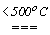 <500°C
===